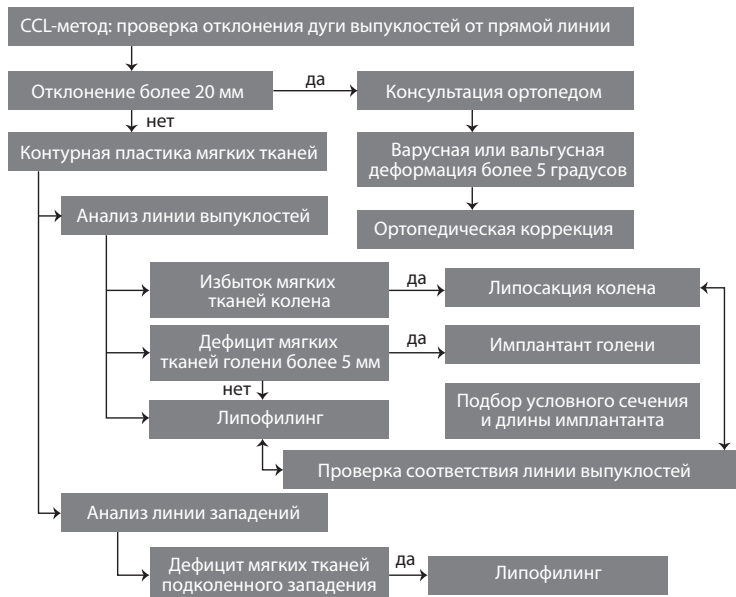 CCL-метод: проверка отклонения дуги выпуклостей от прямой линии
Отклонение более 20 мм
да
Консультация ортопедом
нет
Контурная пластика мягких тканей
Варусная или вальгусная
деформация более 5 градусов
Анализ линии выпуклостей
Ортопедическая коррекция
Избыток мягких
тканей колена
да
Липосакция колена
Дефицит мягких
тканей голени более 5 мм
да
Имплантант голени
нет
Липофилинг
Подбор условного сечения
и длины имплантанта
Проверка соответствия линии выпуклостей
Анализ линии западений
Дефицит мягких тканей
подколенного западения
да
Липофилинг